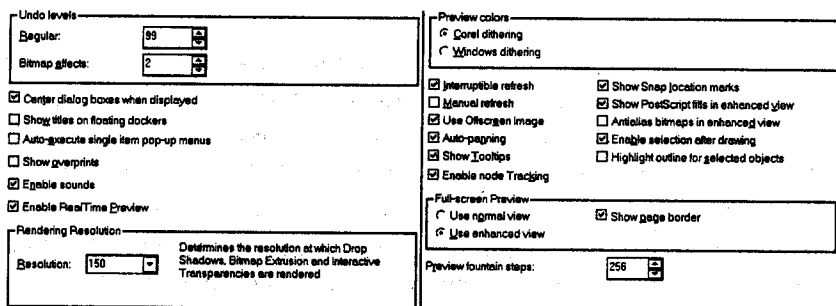 Undo levels
Regular: 99
Bitmap effects: 2
Center dialog boxes when displayed
Show titles on floating dockers
Auto-execute single item pop-up menus
Show overprints
Enable sounds
Enable RealTime Preview
Rendering Resolution
Resolution: 150
Determines the resolution at which Drop
Shadows, Bitmap Extrusion and Interactive
Transparencies are rendered
Preview colors
Corel dithering
Windows dithering
Interruptible refresh
Manual refresh
Use Offscreen Image
Auto-panning
Show Tooltips
Enable node Tracking
Show Snap location marks
Show PostScript fills in enhanced view
Antialias bitmaps in enhanced view
Enable selection after drawing
Highlight outline for selected objects
Full-screen Preview
Use normal view
Use enhanced view
Show page border
Preview fountain steps: 256